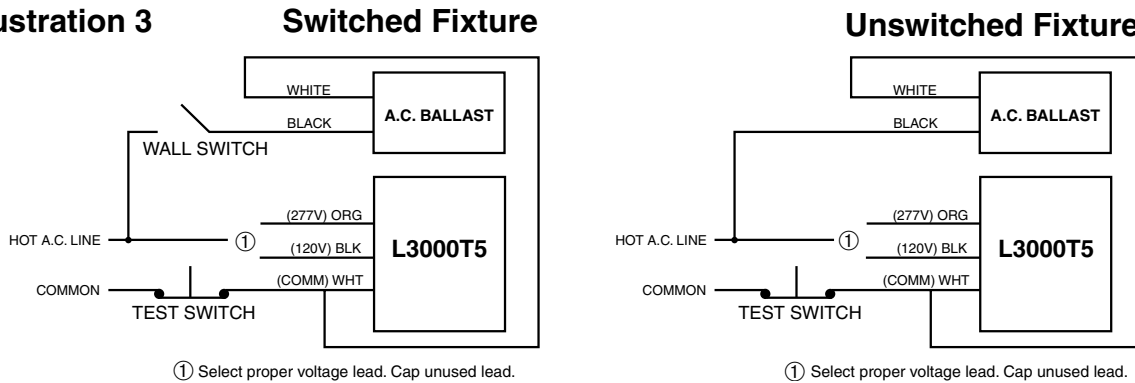 ustration 3
Switched Fixture
WHITE
A.C. BALLAST
BLACK
WALL SWITCH
(277V) ORG
HOT A.C. LINE
①
(120V) BLK
L3000T5
COMMON
(COMM) WHT
TEST SWITCH
① Select proper voltage lead. Cap unused lead.
Unswitched Fixture
WHITE
A.C. BALLAST
BLACK
(277V) ORG
HOT A.C. LINE
①
(120V) BLK
L3000T5
COMMON
(COMM) WHT
TEST SWITCH
① Select proper voltage lead. Cap unused lead.